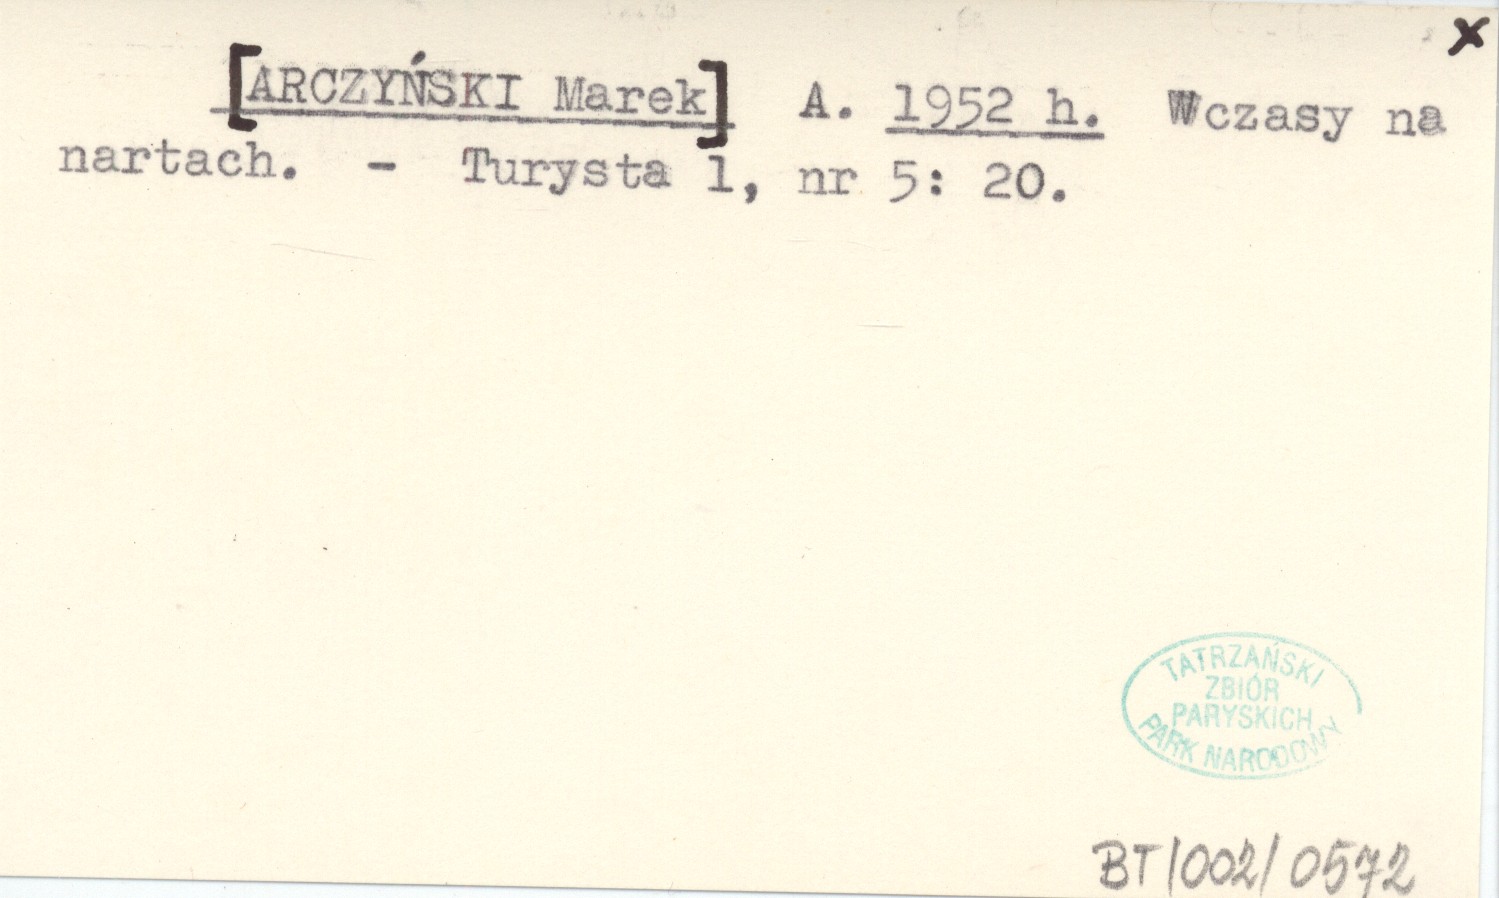 x
[ARCZYŃSKI Marek] A. 1952 h. Wczasy na
nartach. - Turysta 1, nr 5: 20.
TATRZAŃSKI
ZBIÓR
PARYSKICH
PARK NARODOWY
BT/002/0572